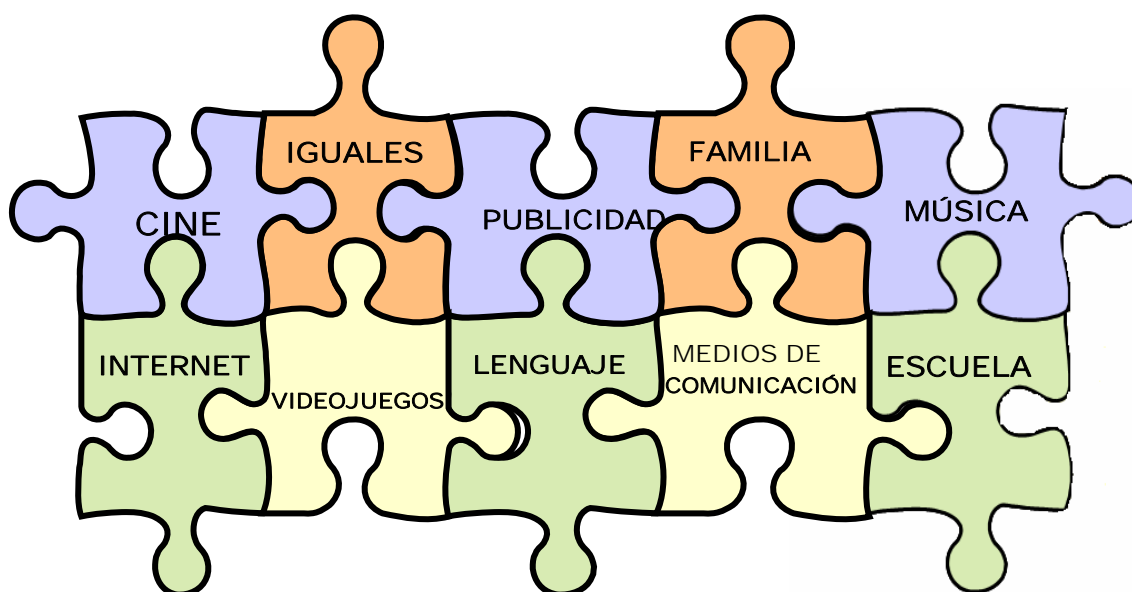 CINE
IGUALES
PUBLICIDAD
FAMILIA
MÚSICA
INTERNET
VIDEOJUEGOS
LENGUAJE
MEDIOS DE
COMUNICACIÓN
ESCUELA